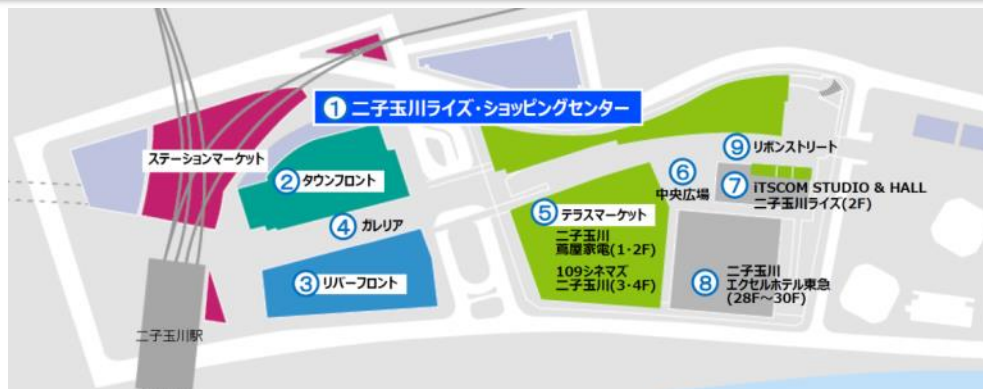 ① 二子玉川ライズ・ショッピングセンター
ステーションマーケット
② タウンフロント
④ ガレリア
③ リバーフロント
二子玉川駅
⑨ リボンストリート
⑥
中央広場
⑦ iTSCOM STUDIO & HALL
二子玉川ライズ(2F)
⑤ テラスマーケット
二子玉川
蔦屋家電(1・2F)
109シネマズ
二子玉川(3・4F)
⑧ 二子玉川
エクセルホテル東急
(28F～30F)